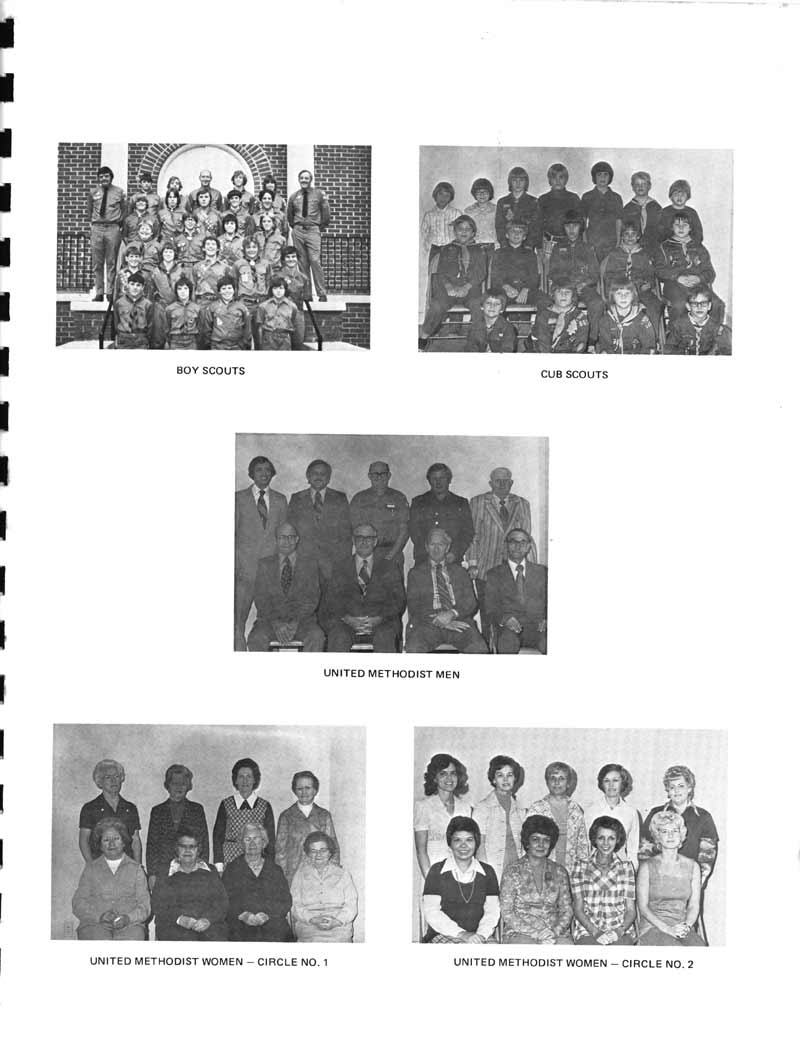 BOY SCOUTS
CUB SCOUTS
UNITED METHODIST MEN
UNITED METHODIST WOMEN — CIRCLE NO. 1
UNITED METHODIST WOMEN — CIRCLE NO. 2